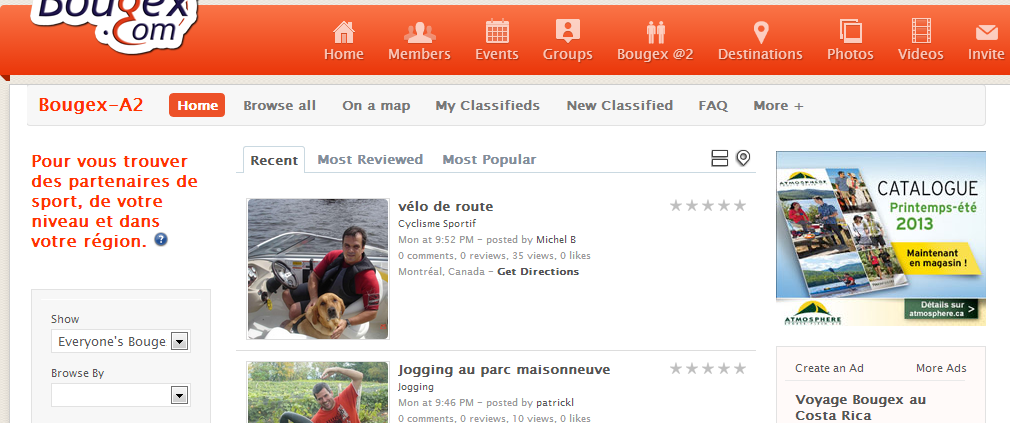 Bougex
.com
Home
Members
Events
Groups
Bougex @2
Destinations
Photos
Videos
Invite
Bougex-A2
Home
Browse all
On a map
My Classifieds
New Classified
FAQ
More +
Pour vous trouver
des partenaires de
sport, de votre
niveau et dans
votre région. ?
Show
Everyone's Bouge
Browse By
Recent
Most Reviewed
Most Popular
vélo de route
Cyclisme Sportif
Mon at 9:52 PM - posted by Michel B
0 comments, 0 reviews, 35 views, 0 likes
Montréal, Canada - Get Directions
Jogging au parc maisonneuve
Jogging
Mon at 9:46 PM - posted by patrickl
0 comments, 0 reviews, 10 views, 0 likes
ATMOSPHERE
CATALOGUE
Printemps-été
2013
Maintenant
en magasin !
ATMOSPHERE
Détails sur
atmosphere.ca >
Create an Ad
More Ads
Voyage Bougex au
Costa Rica